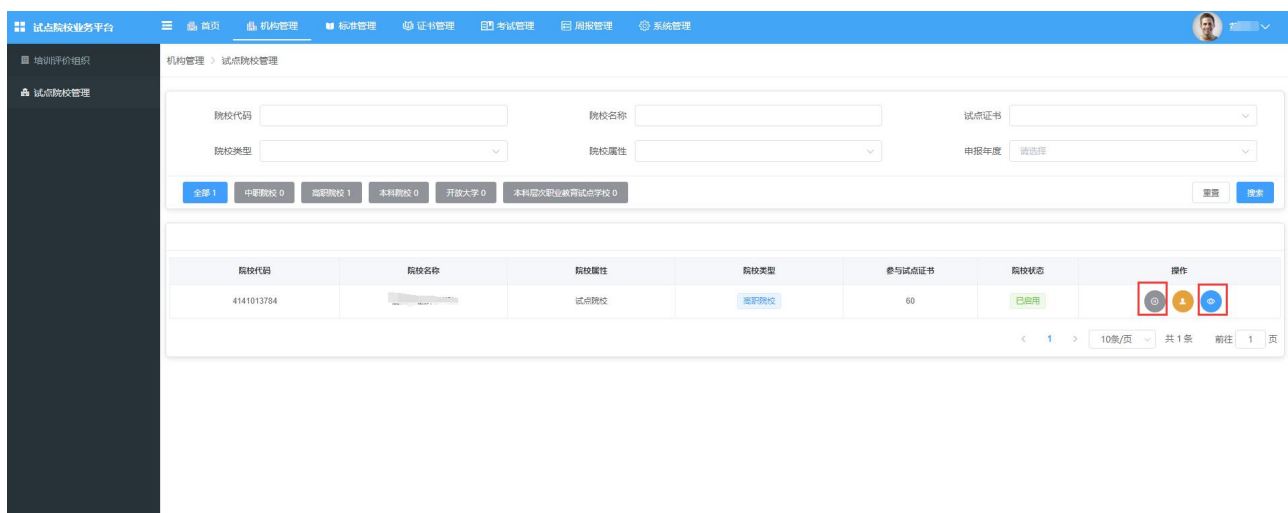 试点院校业务平台 首页 机构管理 标准管理 证书管理 考试管理 周报管理 系统管理
培训评价组织
试点院校管理
机构管理 > 试点院校管理
院校代码 院校名称 试点证书
院校类型 院校属性 申报年度 请选择
全部 1 中职院校 0 高职院校 1 本科院校 0 开放大学 0 本科层次职业教育试点学校 0 重置 搜索
院校代码 院校名称 院校属性 院校类型 参与试点证书 院校状态 操作
4141013784 试点院校 高职院校 60 已启用
< 1 > 10条/页 共 1 条 前往 1 页